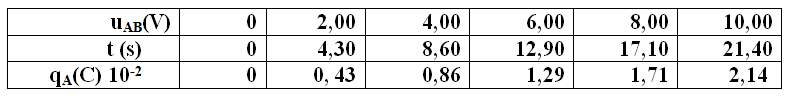 uAB(V) 0 2,00 4,00 6,00 8,00 10,00
t (s) 0 4,30 8,60 12,90 17,10 21,40
qA(C) 10-2 0 0, 43 0,86 1,29 1,71 2,14